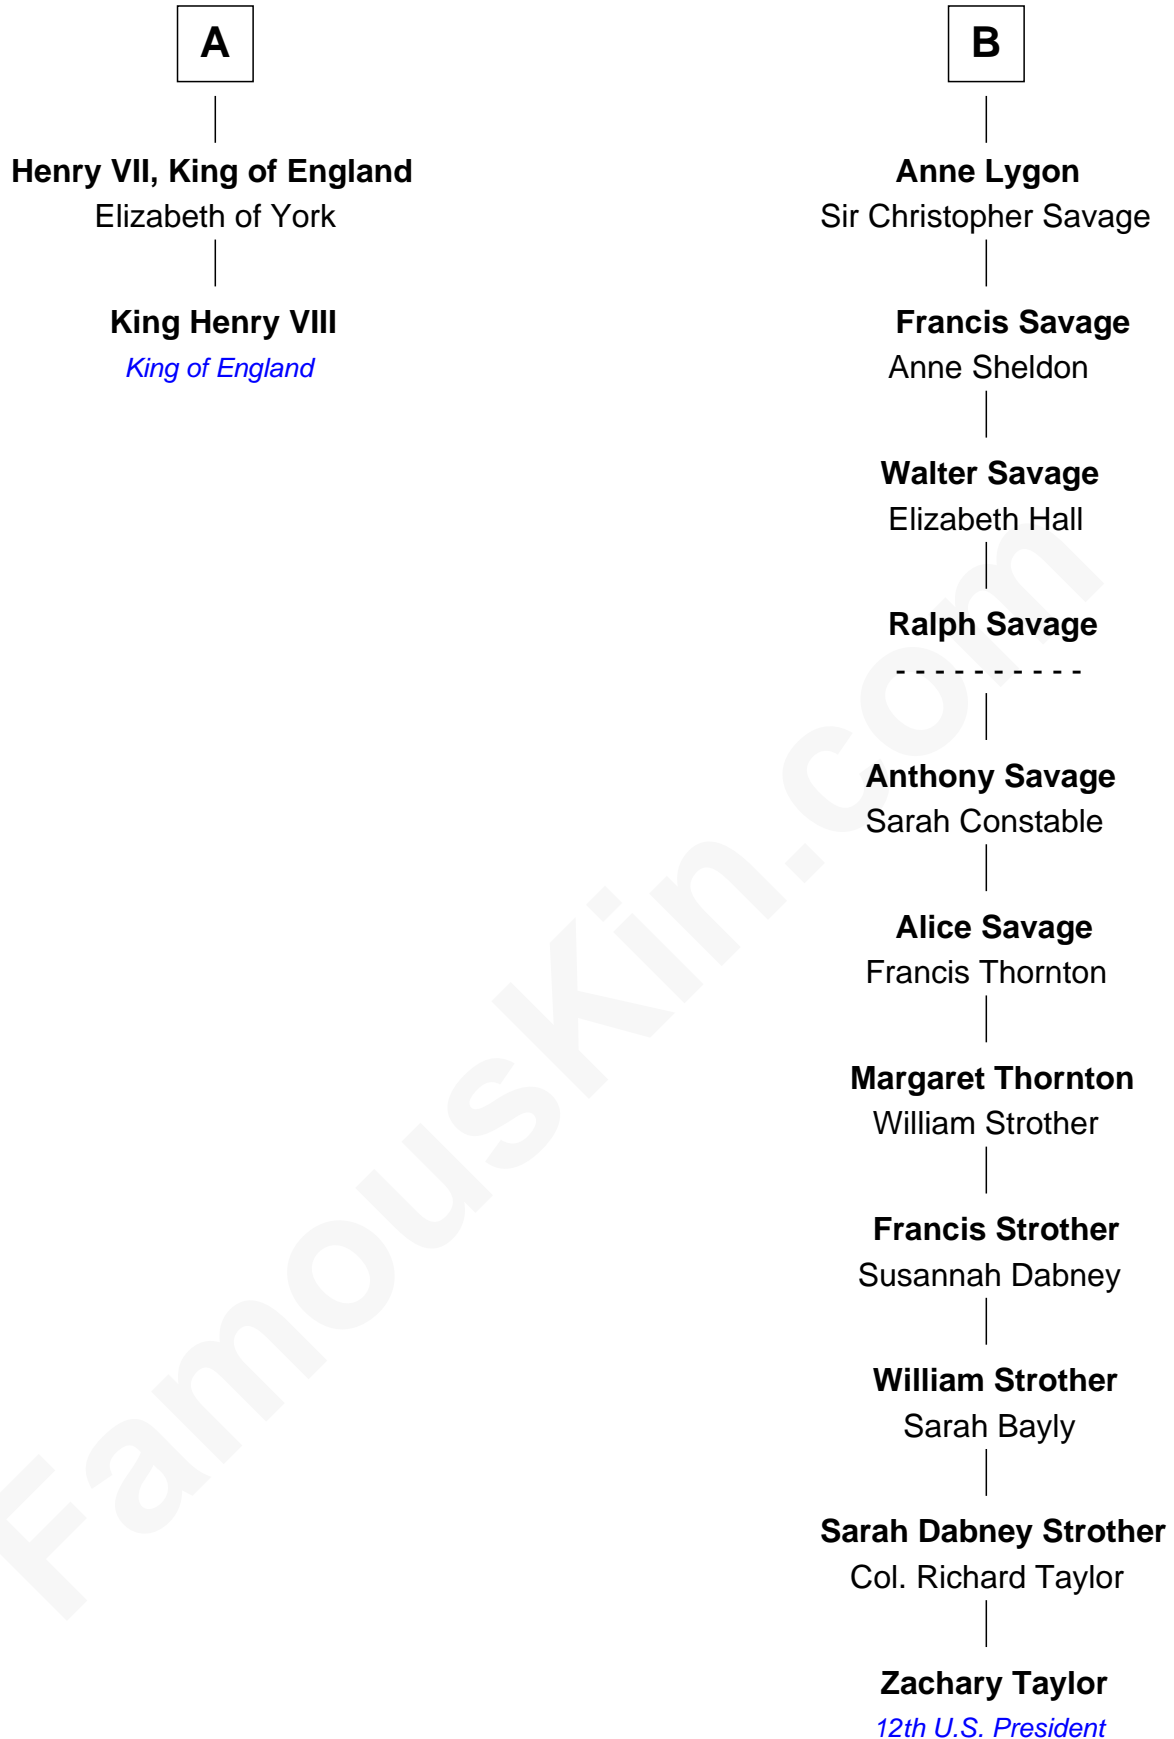 A
Henry VII, King of England
Elizabeth of York
King Henry VIII
King of England
B
Anne Lygon
Sir Christopher Savage
Francis Savage
Anne Sheldon
Walter Savage
Elizabeth Hall
Ralph Savage
- - - - - - - - - -
Anthony Savage
Sarah Constable
Alice Savage
Francis Thornton
Margaret Thornton
William Strother
Francis Strother
Susannah Dabney
William Strother
Sarah Bayly
Sarah Dabney Strother
Col. Richard Taylor
Zachary Taylor
12th U.S. President
FamousKin.com